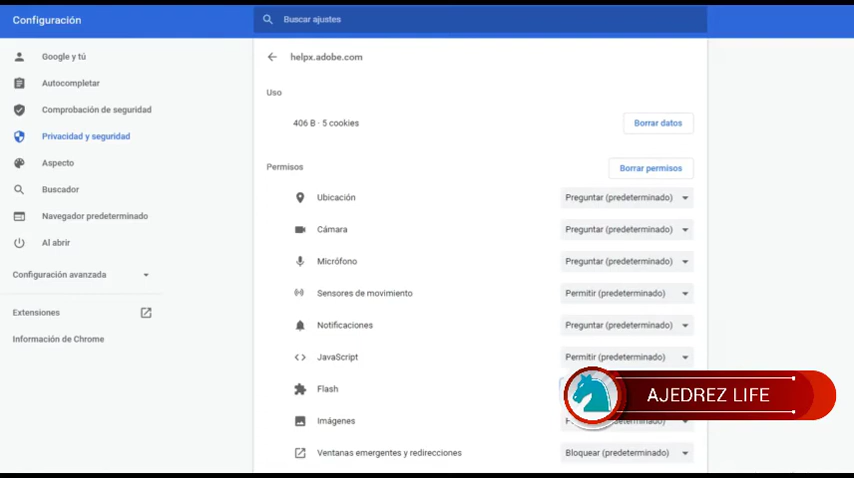 Configuración
Buscar ajustes
Google y tú
Autocompletar
Comprobación de seguridad
Privacidad y seguridad
Aspecto
Buscador
Navegador predeterminado
Al abrir
Configuración avanzada
Extensiones
Información de Chrome
helpx.adobe.com
Uso
406 B · 5 cookies
Borrar datos
Permisos
Borrar permisos
Ubicación
Preguntar (predeterminado)
Cámara
Preguntar (predeterminado)
Micrófono
Preguntar (predeterminado)
Sensores de movimiento
Permitir (predeterminado)
Notificaciones
Preguntar (predeterminado)
JavaScript
Permitir (predeterminado)
Flash
AJEDREZ LIFE
Imágenes
Ventanas emergentes y redirecciones
Bloquear (predeterminado)